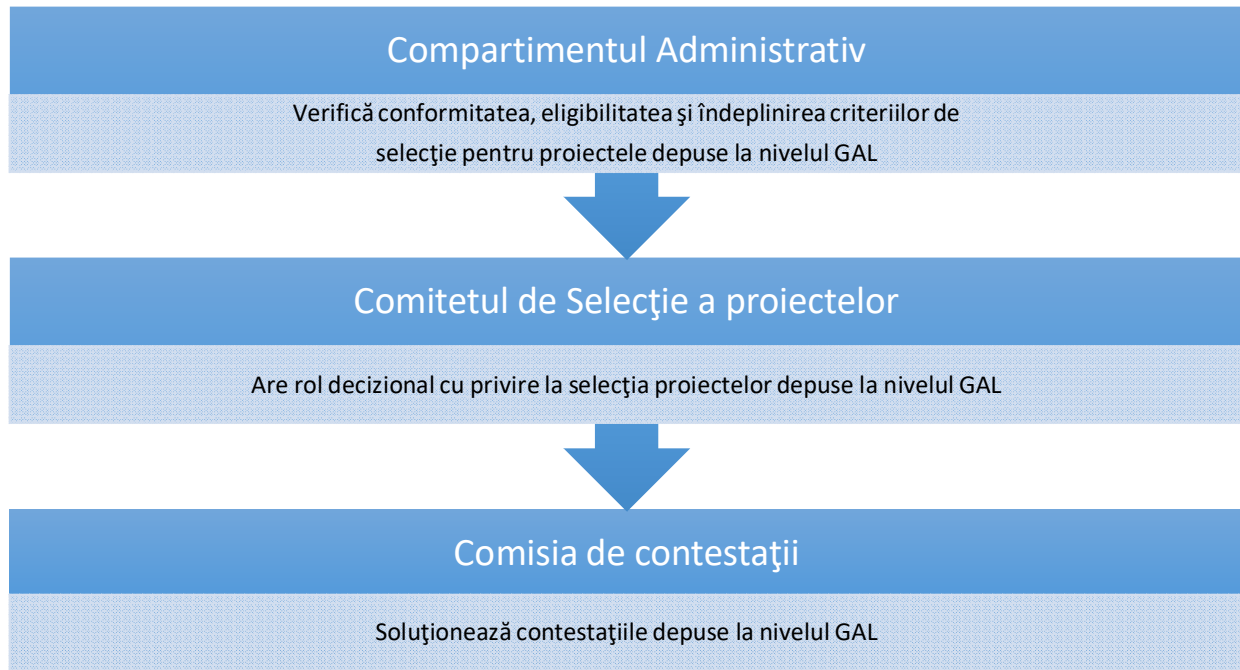 Compartimentul Administrativ
Verifică conformitatea, eligibilitatea şi îndeplinirea criteriilor de
selecţie pentru proiectele depuse la nivelul GAL
Comitetul de Selecţie a proiectelor
Are rol decizional cu privire la selecţia proiectelor depuse la nivelul GAL
Comisia de contestaţii
Soluţionează contestaţiile depuse la nivelul GAL